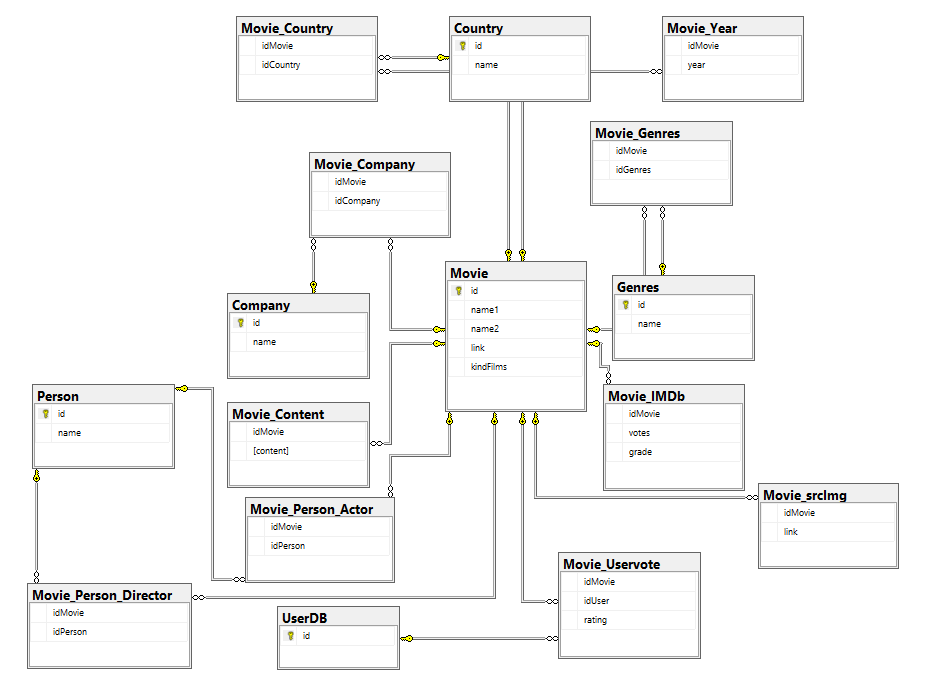 Movie_Country
idMovie
idCountry
Country
id
name
Movie_Year
idMovie
year
Movie_Genres
idMovie
idGenres
Movie_Company
idMovie
idCompany
Movie
id
name1
name2
link
kindFilms
Genres
id
name
Company
id
name
Person
id
name
Movie_IMDb
idMovie
votes
grade
Movie_Content
idMovie
[content]
Movie_srcImg
idMovie
link
Movie_Person_Actor
idMovie
idPerson
Movie_Uservote
idMovie
idUser
rating
Movie_Person_Director
idMovie
idPerson
UserDB
id